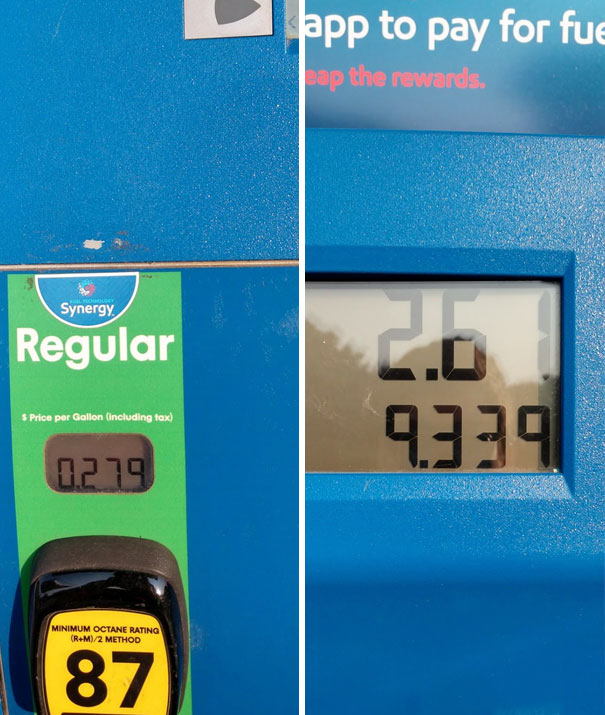 Synergy
Regular
$ Price per Gallon (including tax)
0.279
MINIMUM OCTANE RATING
(R+M)/2 METHOD
87
app to pay for fue
eap the rewards.
2.61
9.339